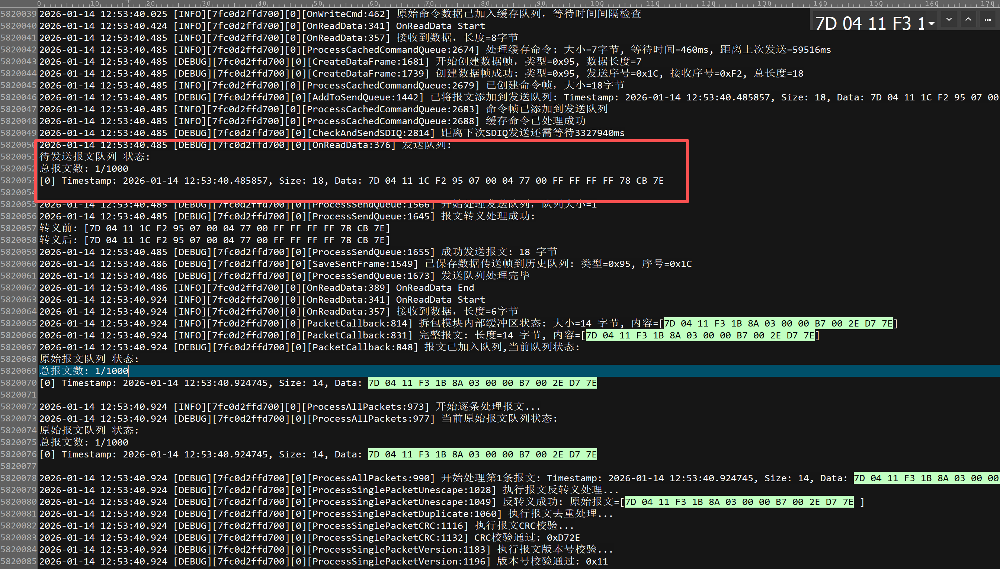 0 10 20 30 40 50 60 70 80 90 100 110 120 130 140 150 160 170
7D 04 11 F3 1
5820039 2026-01-14 12:53:40.025 [INFO][7fc0d2ffd700][0][OnWriteCmd:462] 原始命令数据已加入缓存队列，等待时间间隔检查
5820040 2026-01-14 12:53:40.424 [INFO][7fc0d2ffd700][0][OnReadData:341] OnReadData Start
5820041 2026-01-14 12:53:40.485 [INFO][7fc0d2ffd700][0][OnReadData:357] 接收到数据，长度=8字节
5820042 2026-01-14 12:53:40.485 [INFO][7fc0d2ffd700][0][ProcessCachedCommandQueue:2674] 处理缓存命令: 大小=7字节, 等待时间=460ms, 距离上次发送=59516ms
5820043 2026-01-14 12:53:40.485 [DEBUG][7fc0d2ffd700][0][CreateDataFrame:1681] 开始创建数据帧，类型=0x95, 数据长度=7
5820044 2026-01-14 12:53:40.485 [DEBUG][7fc0d2ffd700][0][CreateDataFrame:1739] 创建数据帧成功: 类型=0x95, 发送序号=0x1C, 接收序号=0xF2, 总长度=18
5820045 2026-01-14 12:53:40.485 [INFO][7fc0d2ffd700][0][ProcessCachedCommandQueue:2679] 已创建命令帧，大小=18字节
5820046 2026-01-14 12:53:40.485 [DEBUG][7fc0d2ffd700][0][AddToSendQueue:1442] 已将报文添加到发送队列: Timestamp: 2026-01-14 12:53:40.485857, Size: 18, Data: 7D 04 11 1C F2 95 07 00
5820047 2026-01-14 12:53:40.485 [INFO][7fc0d2ffd700][0][ProcessCachedCommandQueue:2683] 命令帧已添加到发送队列
5820048 2026-01-14 12:53:40.485 [INFO][7fc0d2ffd700][0][ProcessCachedCommandQueue:2688] 缓存命令已处理成功
5820049 2026-01-14 12:53:40.485 [DEBUG][7fc0d2ffd700][0][CheckAndSendSDIQ:2814] 距离下次SDIQ发送还需等待3327940ms
5820050 2026-01-14 12:53:40.485 [DEBUG][7fc0d2ffd700][0][OnReadData:376] 发送队列:
5820051 待发送报文队列 状态:
5820052 总报文数: 1/1000
5820053 [0] Timestamp: 2026-01-14 12:53:40.485857, Size: 18, Data: 7D 04 11 1C F2 95 07 00 04 77 00 FF FF FF FF 78 CB 7E
5820054
5820055 2026-01-14 12:53:40.485 [DEBUG][7fc0d2ffd700][0][ProcessSendQueue:1566] 开始处理发送队列，队列大小=1
5820056 2026-01-14 12:53:40.485 [DEBUG][7fc0d2ffd700][0][ProcessSendQueue:1645] 报文转义处理成功:
5820057 转义前: [7D 04 11 1C F2 95 07 00 04 77 00 FF FF FF FF 78 CB 7E]
5820058 转义后: [7D 04 11 1C F2 95 07 00 04 77 00 FF FF FF FF 78 CB 7E]
5820059 2026-01-14 12:53:40.485 [DEBUG][7fc0d2ffd700][0][ProcessSendQueue:1655] 成功发送报文: 18 字节
5820060 2026-01-14 12:53:40.486 [DEBUG][7fc0d2ffd700][0][SaveSentFrame:1549] 已保存数据传送帧到历史队列: 类型=0x95, 序号=0x1C
5820061 2026-01-14 12:53:40.486 [DEBUG][7fc0d2ffd700][0][ProcessSendQueue:1673] 发送队列处理完毕
5820062 2026-01-14 12:53:40.486 [INFO][7fc0d2ffd700][0][OnReadData:389] OnReadData End
5820063 2026-01-14 12:53:40.924 [INFO][7fc0d2ffd700][0][OnReadData:341] OnReadData Start
5820064 2026-01-14 12:53:40.924 [INFO][7fc0d2ffd700][0][OnReadData:357] 接收到数据，长度=6字节
5820065 2026-01-14 12:53:40.924 [INFO][7fc0d2ffd700][0][PacketCallback:814] 拆包模块内部缓冲区状态: 大小=14 字节, 内容=[7D 04 11 F3 1B 8A 03 00 00 B7 00 2E D7 7E]
5820066 2026-01-14 12:53:40.924 [INFO][7fc0d2ffd700][0][PacketCallback:831] 完整报文: 长度=14 字节, 内容=[7D 04 11 F3 1B 8A 03 00 00 B7 00 2E D7 7E]
5820067 2026-01-14 12:53:40.924 [DEBUG][7fc0d2ffd700][0][PacketCallback:848] 报文已加入队列,当前队列状态:
5820068 原始报文队列 状态:
5820069 总报文数: 1/1000
5820070 [0] Timestamp: 2026-01-14 12:53:40.924745, Size: 14, Data: 7D 04 11 F3 1B 8A 03 00 00 B7 00 2E D7 7E
5820071
5820072 2026-01-14 12:53:40.924 [INFO][7fc0d2ffd700][0][ProcessAllPackets:973] 开始逐条处理报文...
5820073 2026-01-14 12:53:40.924 [DEBUG][7fc0d2ffd700][0][ProcessAllPackets:977] 当前原始报文队列状态:
5820074 原始报文队列 状态:
5820075 总报文数: 1/1000
5820076 [0] Timestamp: 2026-01-14 12:53:40.924745, Size: 14, Data: 7D 04 11 F3 1B 8A 03 00 00 B7 00 2E D7 7E
5820077
5820078 2026-01-14 12:53:40.924 [DEBUG][7fc0d2ffd700][0][ProcessAllPackets:990] 开始处理第1条报文: Timestamp: 2026-01-14 12:53:40.924745, Size: 14, Data: 7D 04 11 F3 1B 8A 03 00 00
5820079 2026-01-14 12:53:40.924 [DEBUG][7fc0d2ffd700][0][ProcessSinglePacketUnescape:1028] 执行报文反转义处理...
5820080 2026-01-14 12:53:40.924 [DEBUG][7fc0d2ffd700][0][ProcessSinglePacketUnescape:1049] 反转义成功: 原始报文=[7D 04 11 F3 1B 8A 03 00 00 B7 00 2E D7 7E ]
5820081 2026-01-14 12:53:40.924 [DEBUG][7fc0d2ffd700][0][ProcessSinglePacketDuplicate:1060] 执行报文去重处理...
5820082 2026-01-14 12:53:40.924 [DEBUG][7fc0d2ffd700][0][ProcessSinglePacketCRC:1116] 执行报文CRC校验...
5820083 2026-01-14 12:53:40.924 [DEBUG][7fc0d2ffd700][0][ProcessSinglePacketCRC:1132] CRC校验通过: 0xD72E
5820084 2026-01-14 12:53:40.924 [DEBUG][7fc0d2ffd700][0][ProcessSinglePacketVersion:1183] 执行报文版本号校验...
5820085 2026-01-14 12:53:40.924 [DEBUG][7fc0d2ffd700][0][ProcessSinglePacketVersion:1196] 版本号校验通过: 0x11